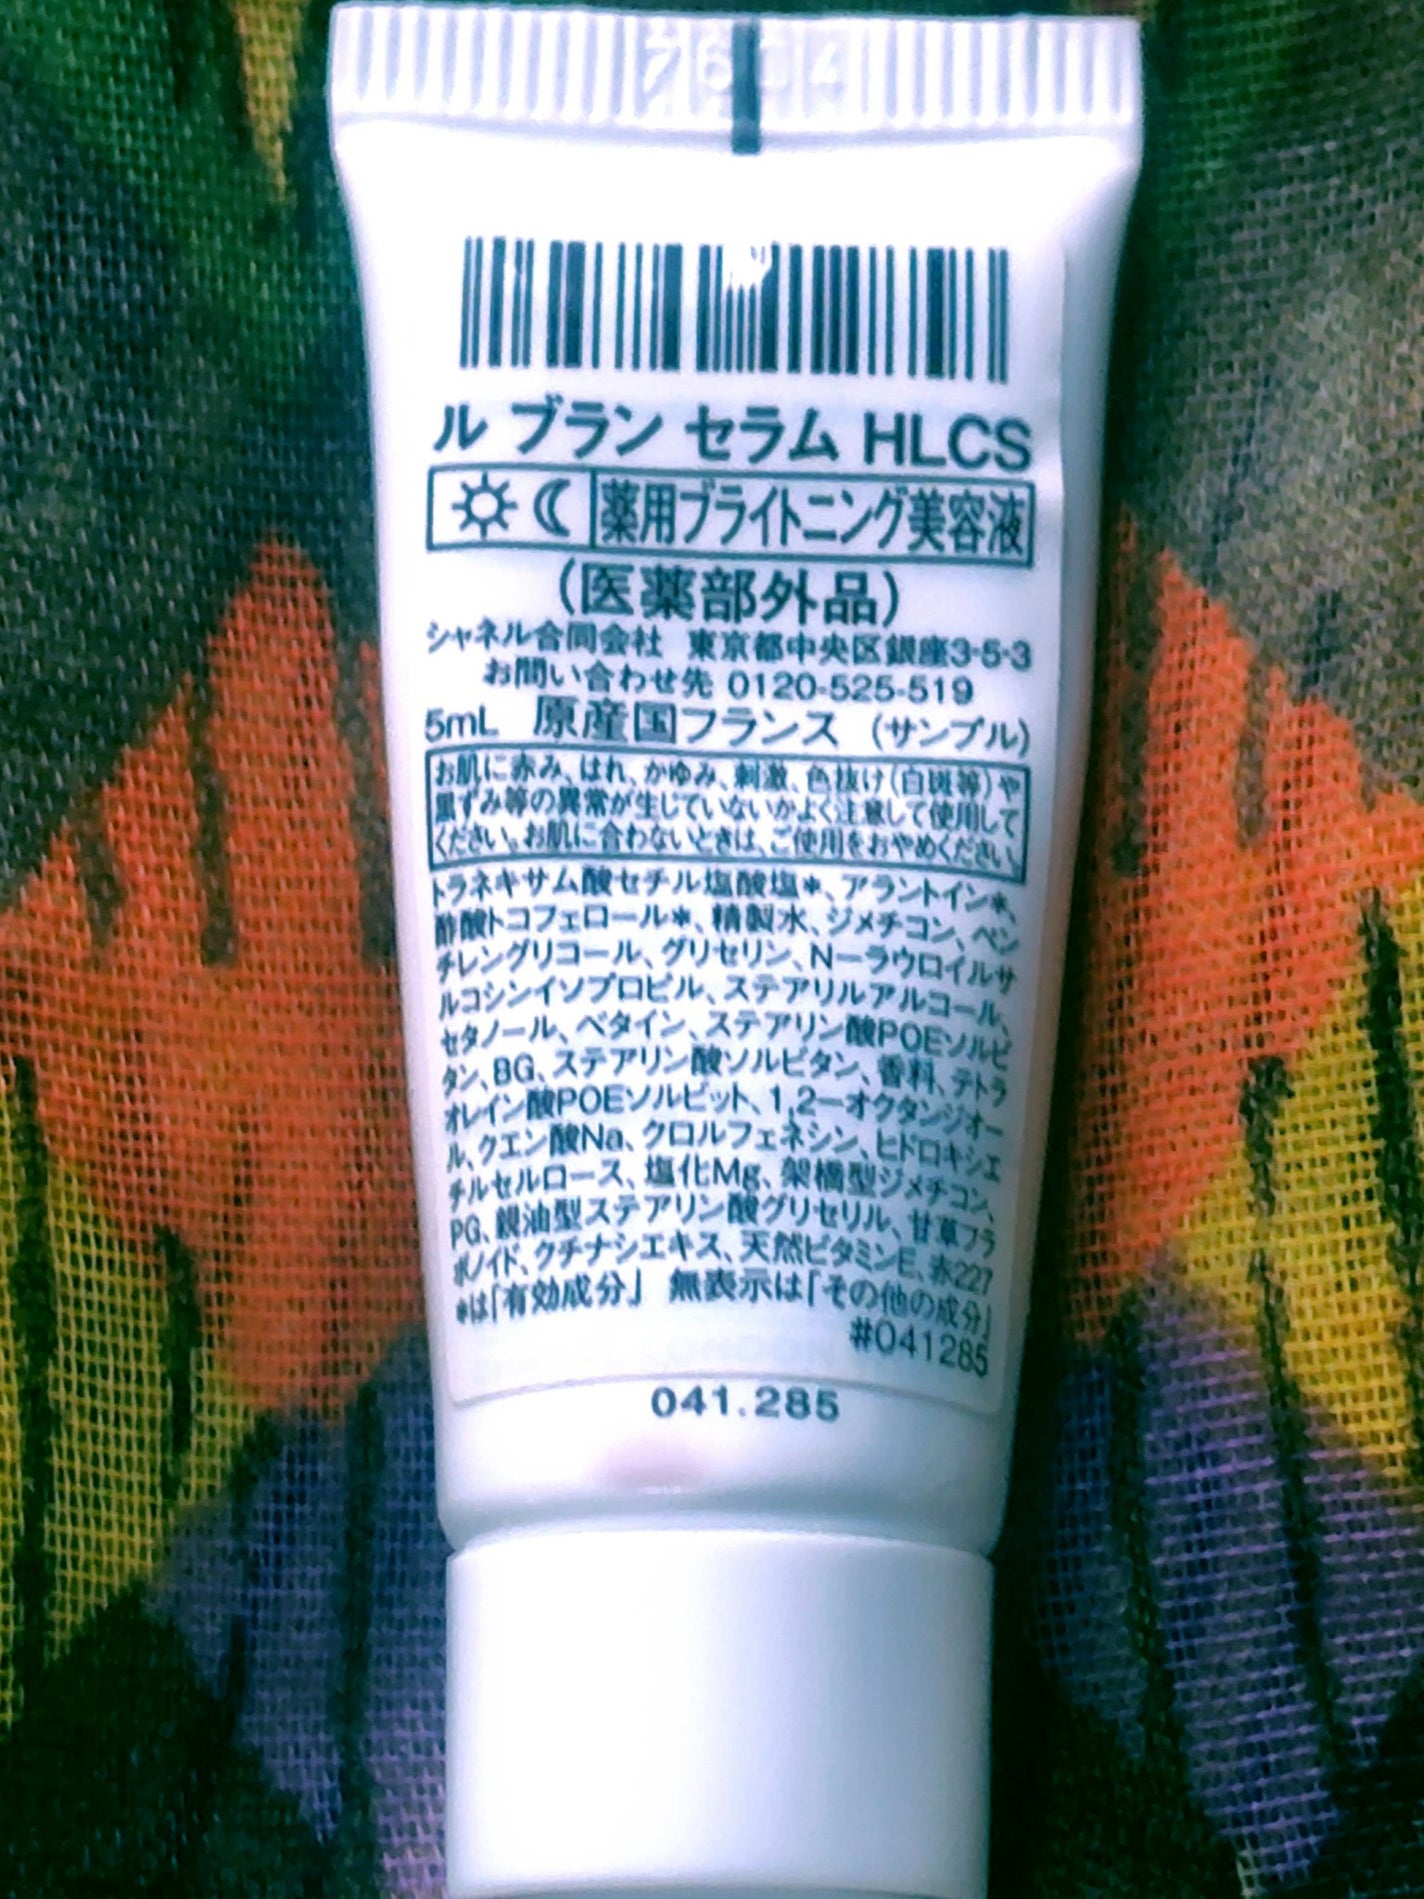 7604
ル ブラン セラム HLCS
薬用ブライトニング美容液
(医薬部外品)
シャネル合同会社 東京都中央区銀座3-5-3
お問い合わせ先 0120-525-519
5mL 原産国フランス (サンプル)
お肌に赤み、はれ、かゆみ、刺激、色抜け(白斑等)や
黒ずみ等の異常が生じていないかよく注意して使用して
ください。お肌に合わないときは、ご使用をおやめください。
トラネキサム酸セチル塩酸塩*、アラントイン*、
酢酸トコフェロール*、精製水、ジメチコン、ペン
チレングリコール、グリセリン、N-ラウロイルサ
ルコシンイソプロピル、ステアリルアルコール、
セタノール、ベタイン、ステアリン酸POEソルビ
タン、BG、ステアリン酸ソルビタン、香料、テトラ
オレイン酸POEソルビット、1,2-オクタンジオー
ル、クエン酸Na、クロルフェネシン、ヒドロキシエ
チルセルロース、塩化Mg、架橋型ジメチコン、
PG、親油型ステアリン酸グリセリル、甘草フラ
ボノイド、クチナシエキス、天然ビタミンE、赤227
*は「有効成分」 無表示は「その他の成分」
#041285
041.285